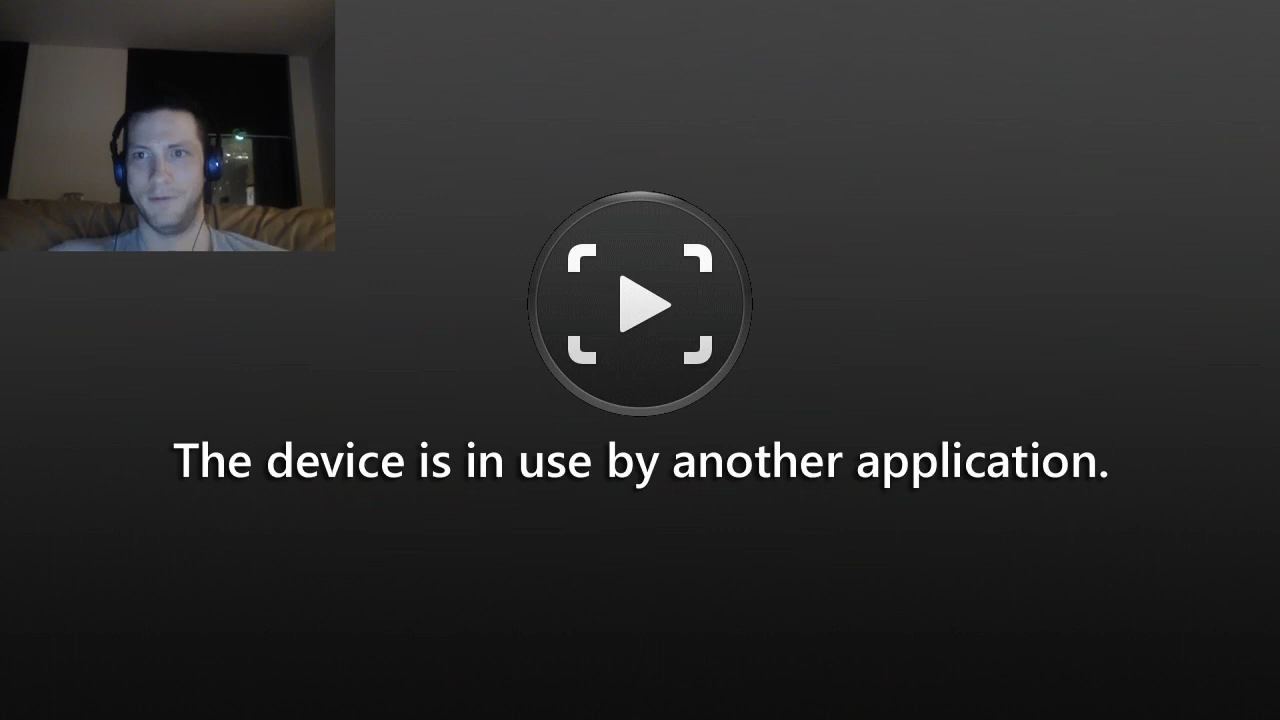 The device is in use by another application.